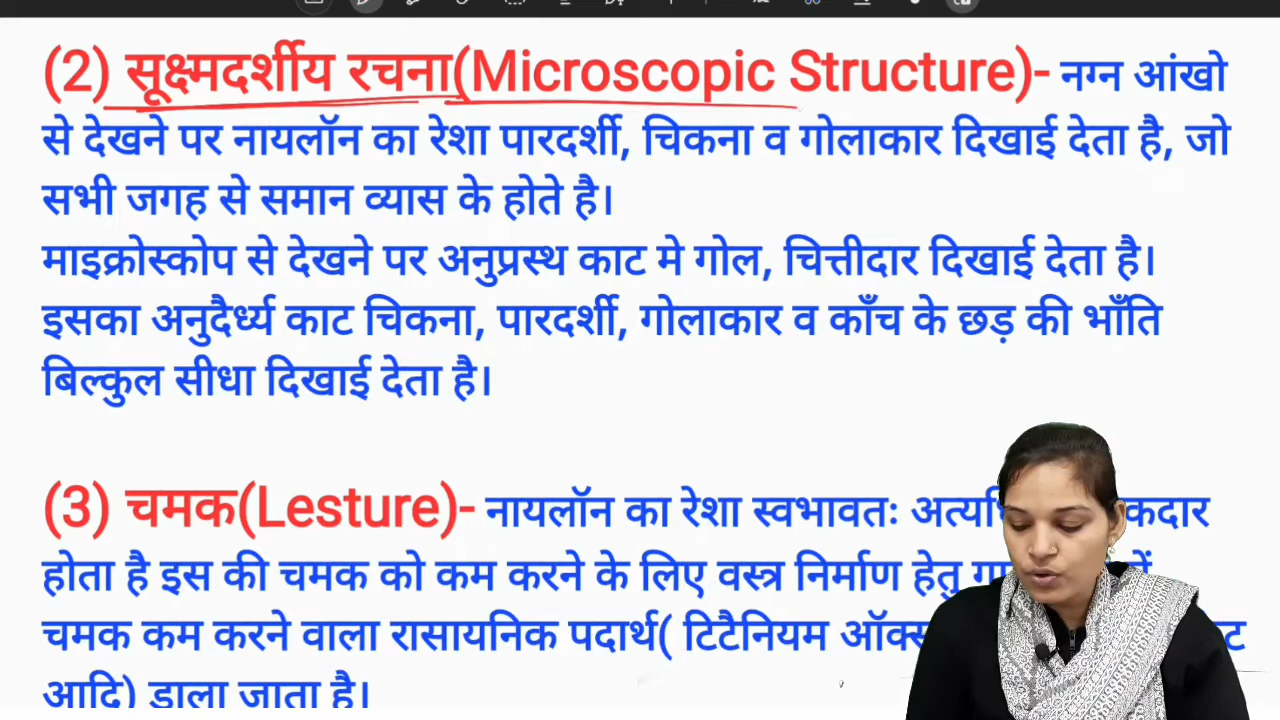 (2) सूक्ष्मदर्शीय रचना(Microscopic Structure)- नग्न आंखो
से देखने पर नायलॉन का रेशा पारदर्शी, चिकना व गोलाकार दिखाई देता है, जो
सभी जगह से समान व्यास के होते है।
माइक्रोस्कोप से देखने पर अनुप्रस्थ काट मे गोल, चित्तीदार दिखाई देता है।
इसका अनुदैर्ध्य काट चिकना, पारदर्शी, गोलाकार व काँच के छड़ की भाँति
बिल्कुल सीधा दिखाई देता है।
(3) चमक(Lesture)- नायलॉन का रेशा स्वभावतः
होता है इस की चमक को कम करने के लिए वस्त्र निर्माण हेतु
चमक कम करने वाला रासायनिक पदार्थ( टिटैनियम
आदि) डाला जाता है।